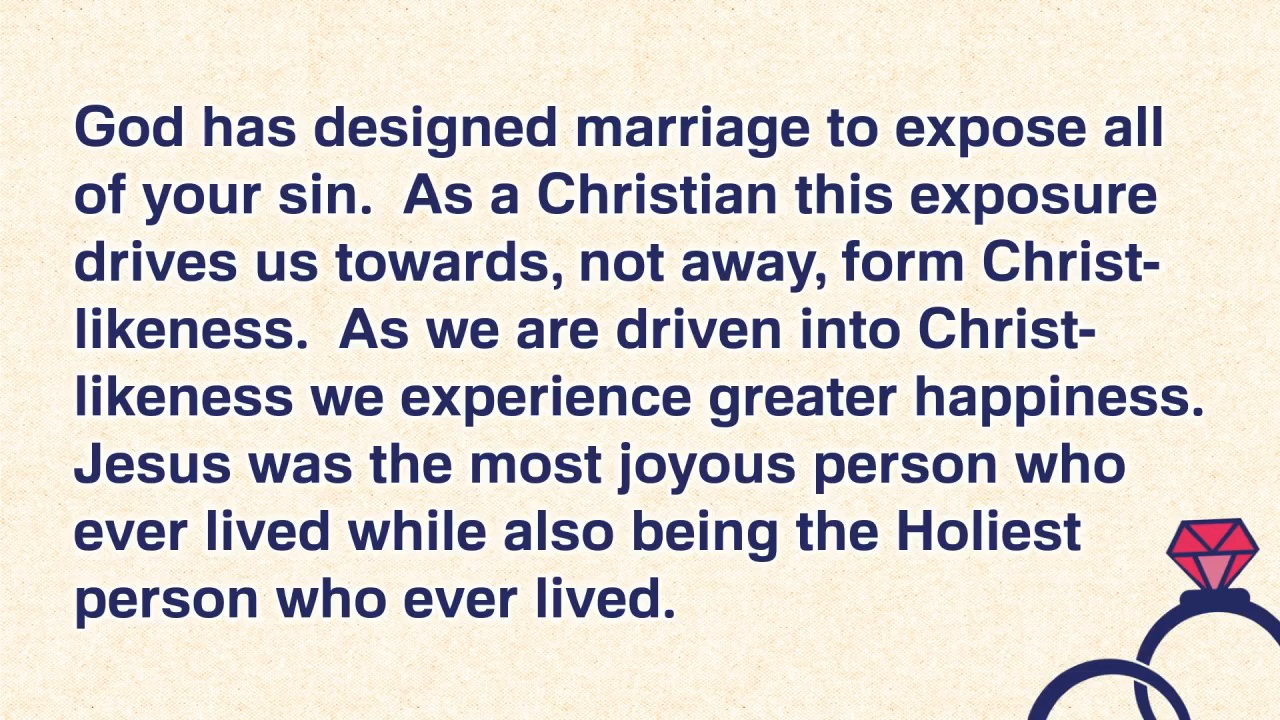 God has designed marriage to expose all
of your sin.  As a Christian this exposure
drives us towards, not away, form Christ-
likeness.  As we are driven into Christ-
likeness we experience greater happiness.
Jesus was the most joyous person who
ever lived while also being the Holiest
person who ever lived.